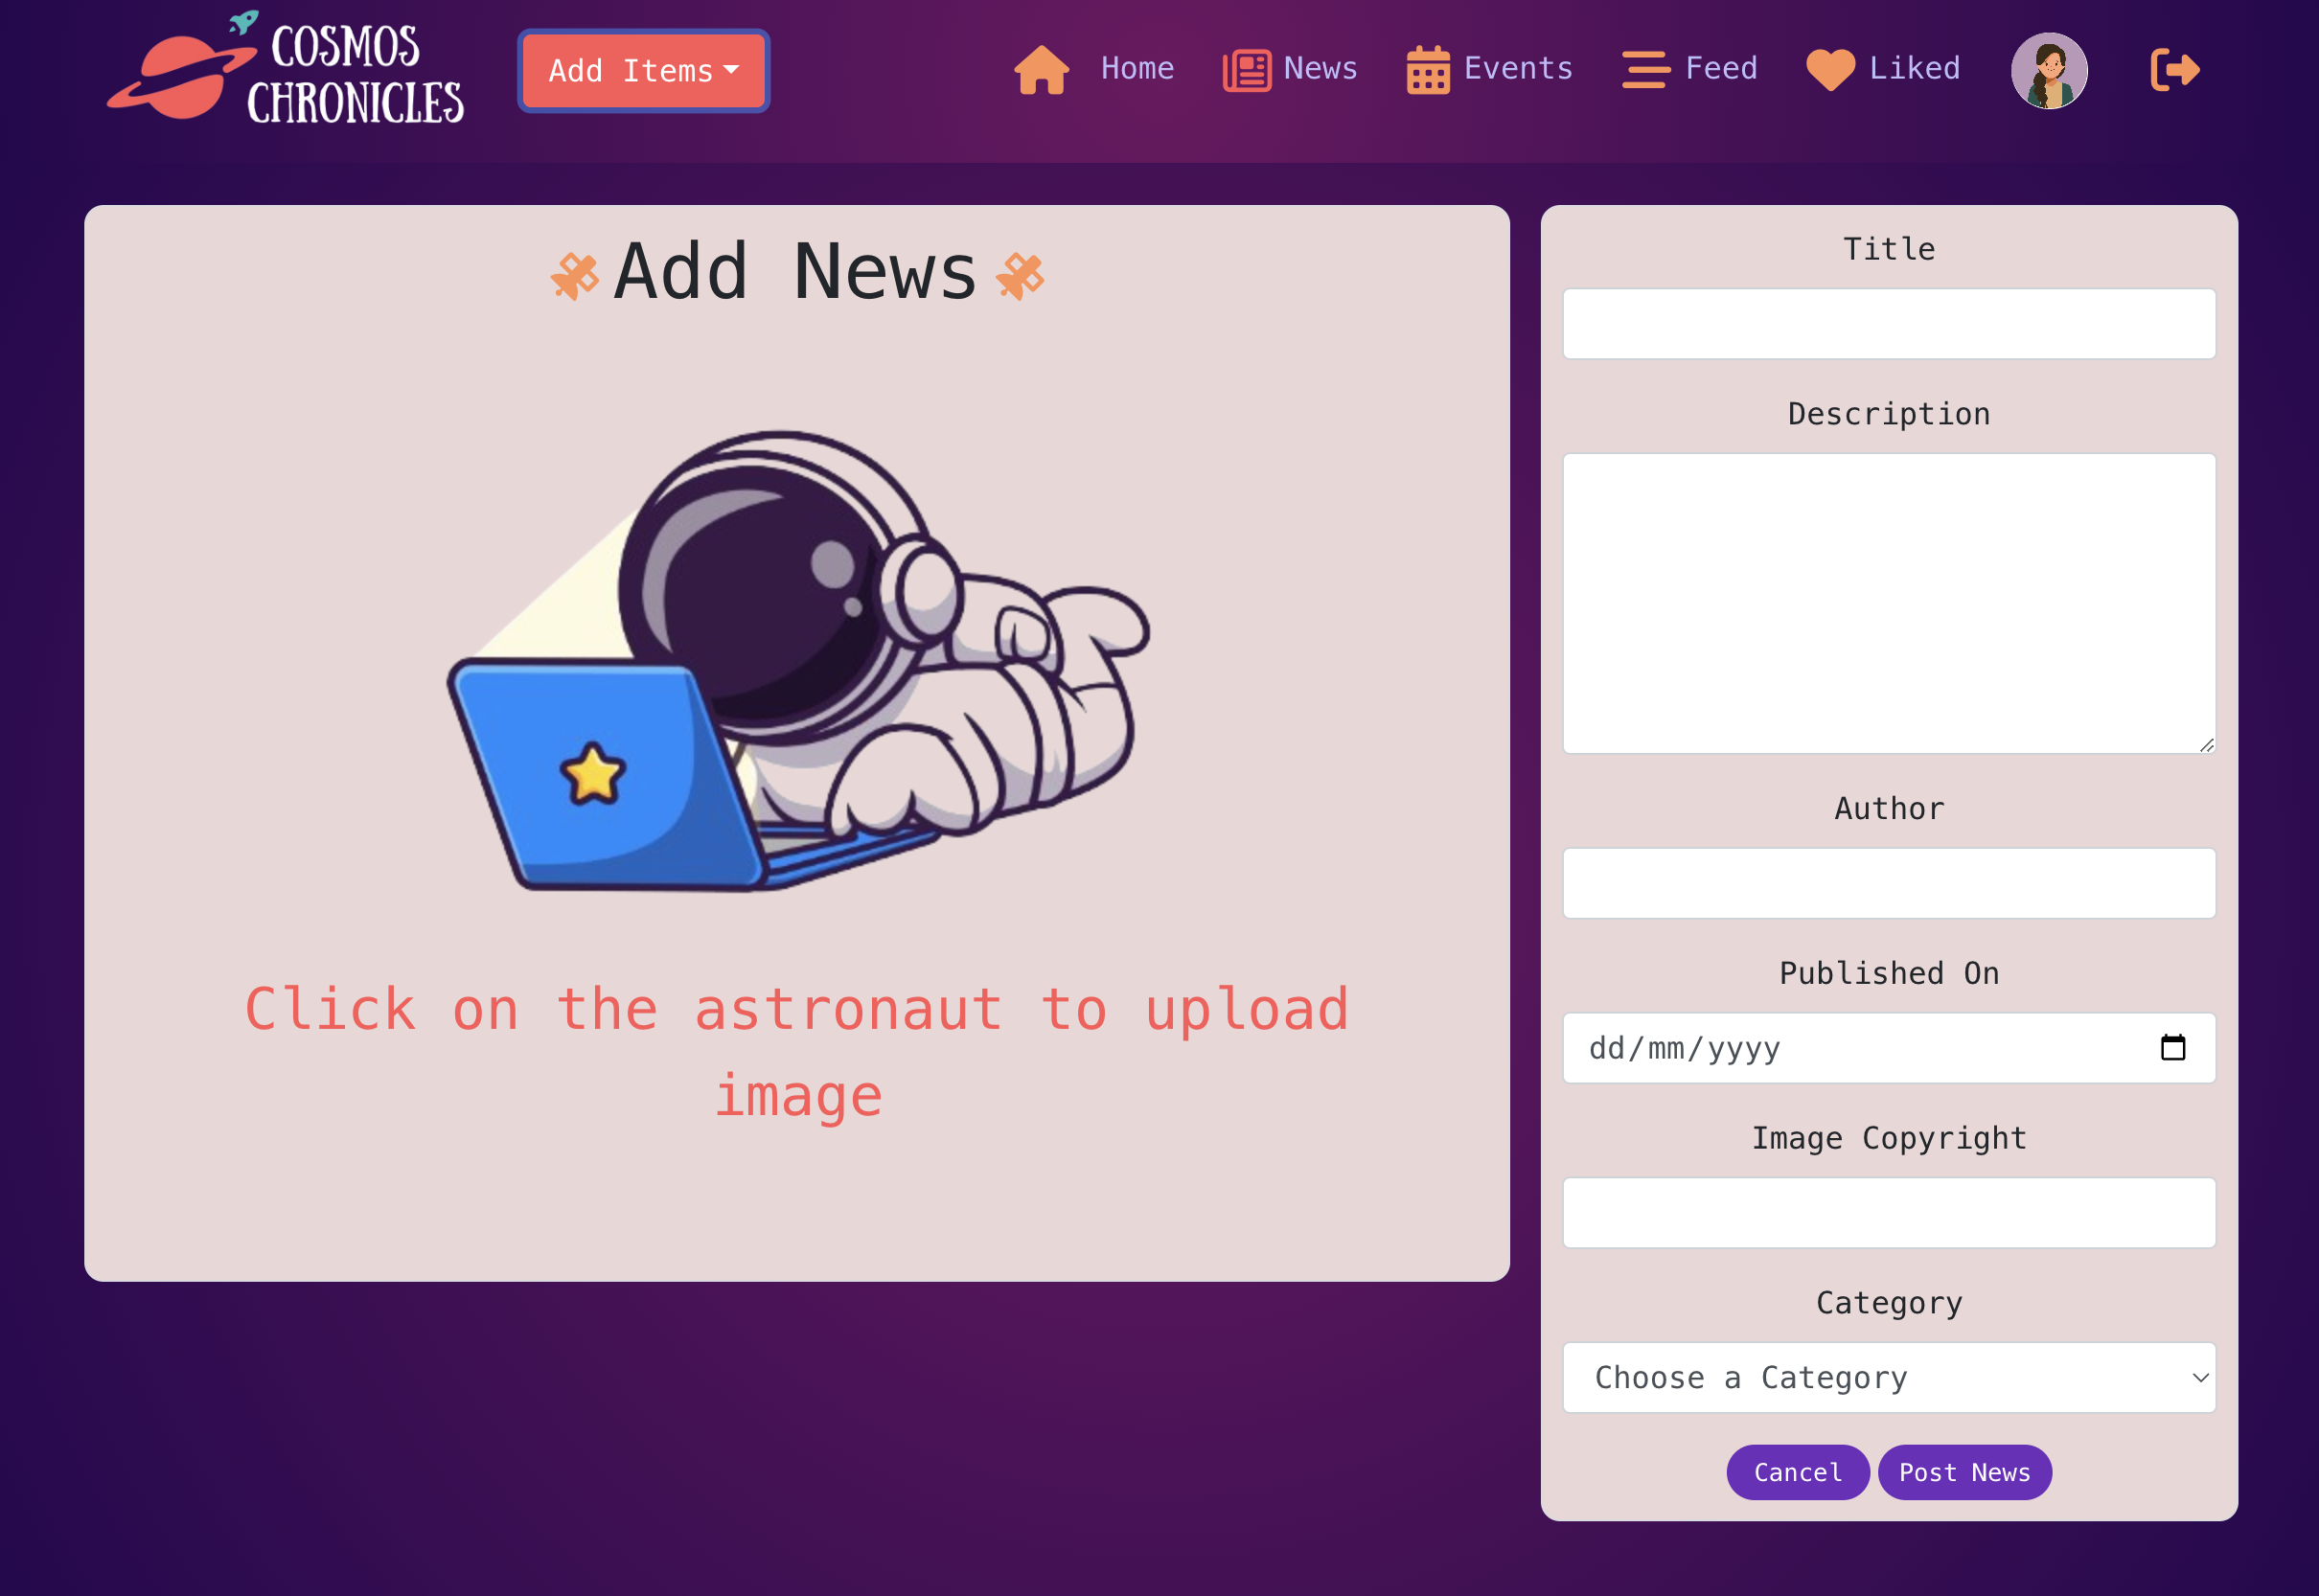 COSMOS
CHRONICLES
Add Items
Home
News
Events
Feed
Liked
Add News
Click on the astronaut to upload
image
Title
Description
Author
Published On
dd/mm/yyyy
Image Copyright
Category
Choose a Category
Cancel
Post News